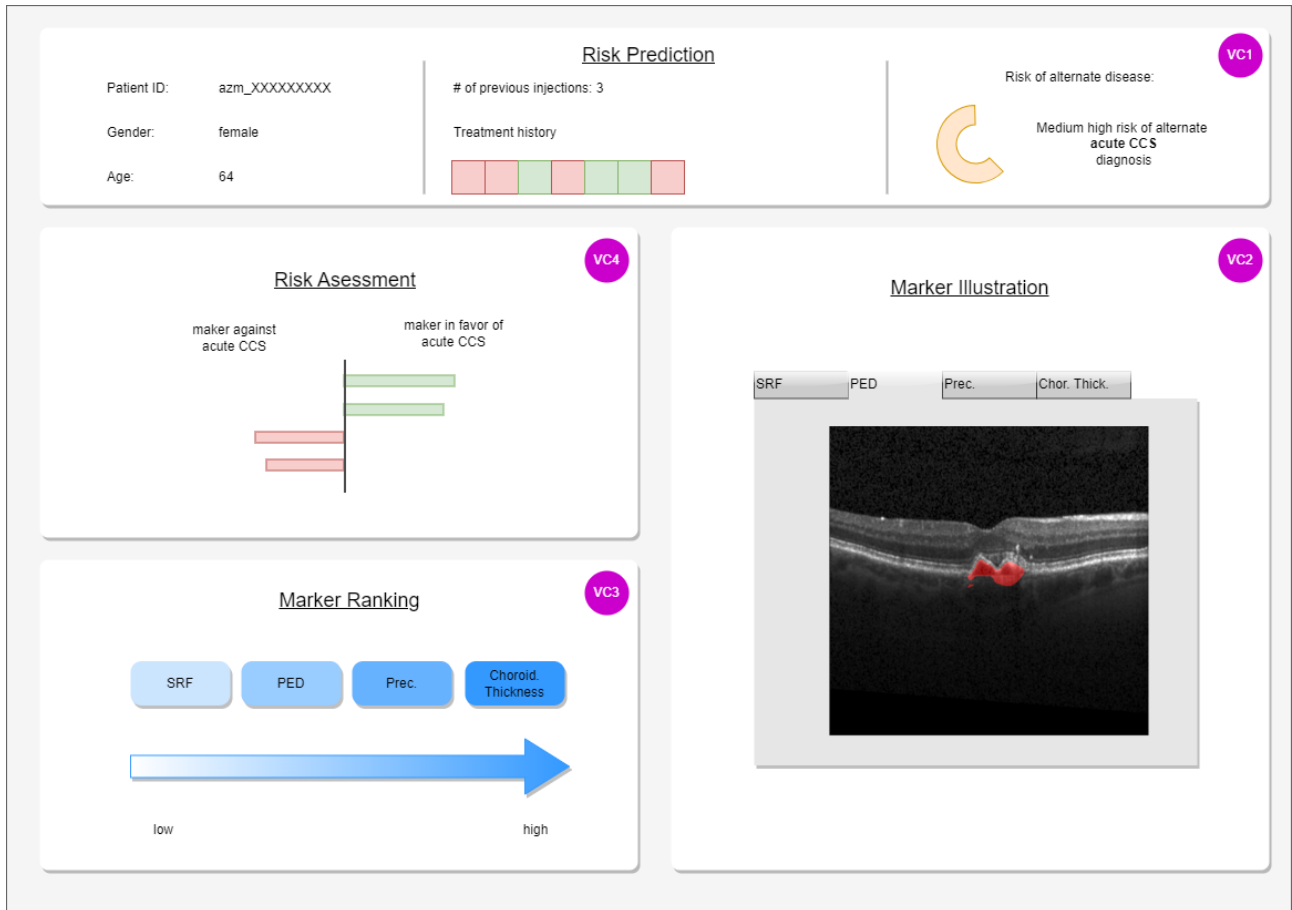 Risk Prediction
VC1
Patient ID: azm_XXXXXXXXX
Gender: female
Age: 64
# of previous injections: 3
Treatment history
Risk of alternate disease:
Medium high risk of alternate
acute CCS
diagnosis
VC4
Risk Asessment
maker against
acute CCS
maker in favor of
acute CCS
VC3
Marker Ranking
SRF
PED
Prec.
Choroid.
Thickness
low
high
VC2
Marker Illustration
SRF
PED
Prec.
Chor. Thick.